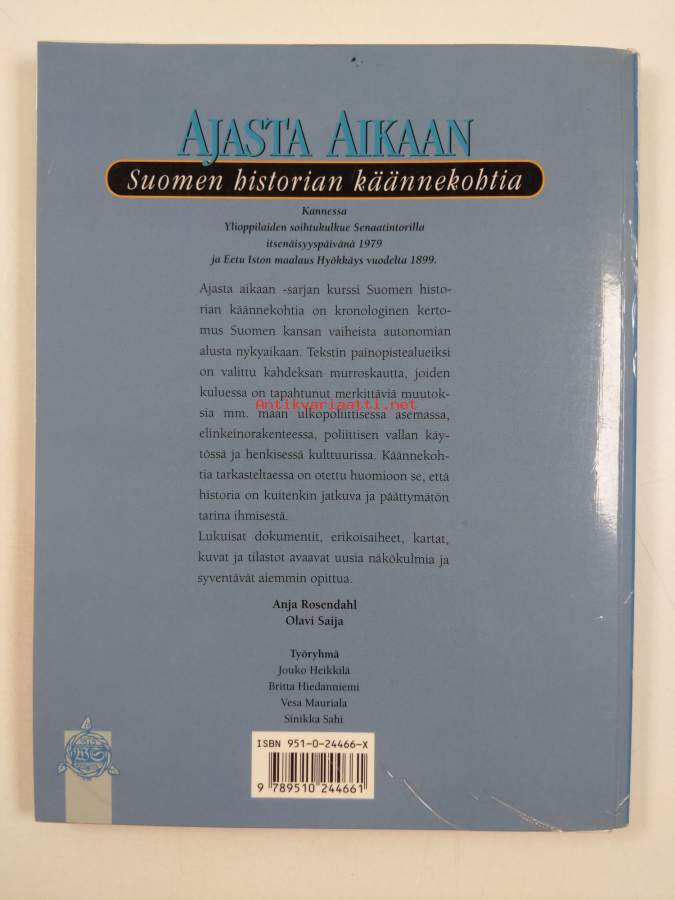 AJASTA AIKAAN
Suomen historian käännekohtia
Kannessa
Ylioppilaiden soihtukulkue Senaatintorilla
itsenäisyyspäivänä 1979
ja Eetu Iston maalaus Hyökkäys vuodelta 1899.
Ajasta aikaan -sarjan kurssi Suomen histo-
rian käännekohtia on kronologinen kerto-
mus Suomen kansan vaiheista autonomian
alusta nykyaikaan. Tekstin painopistealueiksi
on valittu kahdeksan murroskautta, joiden
kuluessa on tapahtunut merkittäviä muutok-
Antikvariaatti.net
sia mm. maan ulkopoliittisessa asemassa,
elinkeinorakenteessa, poliittisen vallan käy-
tössä ja henkisessä kulttuurissa. Käännekoh-
tia tarkasteltaessa on otettu huomioon se, että
historia on kuitenkin jatkuva ja päättymätön
tarina ihmisestä.
Lukuisat dokumentit, erikoisaiheet, kartat,
kuvat ja tilastot avaavat uusia näkökulmia ja
syventävät aiemmin opittua.
Anja Rosendahl
Olavi Saija
Työryhmä
Jouko Heikkilä
Britta Hiedanniemi
Vesa Mauriala
Sinikka Sahi
WS
ISBN 951-0-24466-X
9 789510 244661